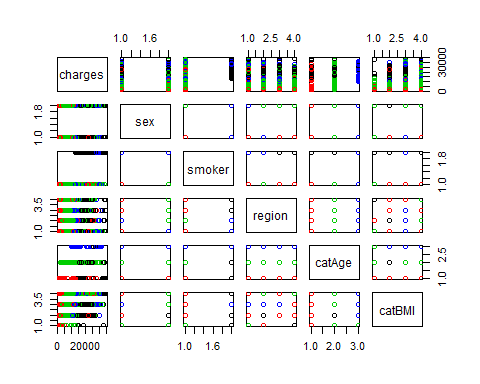 1.0 1.6 1.0 2.5 4.0 1.0 2.5 4.0
charges
0 30000
1.0 1.8
sex
smoker
1.0 1.8
1.0 3.5
region
catAge
1.0 2.5
1.0 3.5
catBMI
0 20000 1.0 1.6 1.0 2.0 3.0